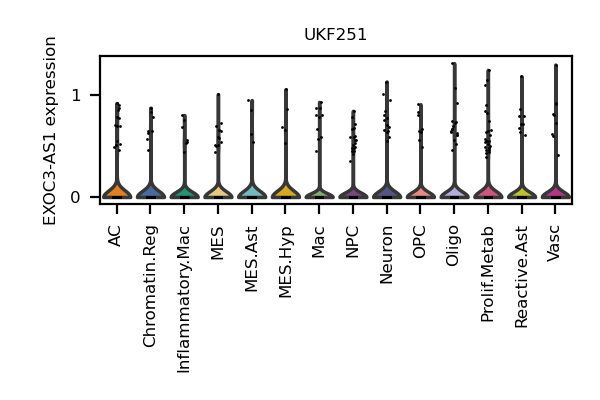 UKF251
EXOC3-AS1 expression
1
0
AC
Chromatin.Reg
Inflammatory.Mac
MES
MES.Ast
MES.Hyp
Mac
NPC
Neuron
OPC
Oligo
Prolif.Metab
Reactive.Ast
Vasc